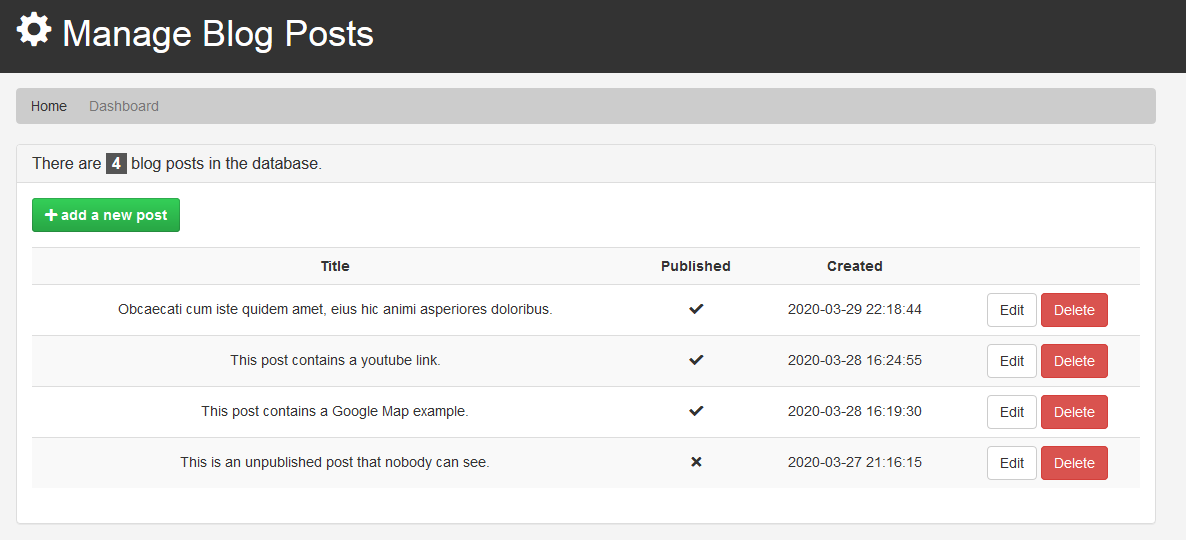 Manage Blog Posts
Home Dashboard
There are 4 blog posts in the database.
add a new post
Title Published Created
Obcaecati cum iste quidem amet, eius hic animi asperiores doloribus. 2020-03-29 22:18:44 Edit Delete
This post contains a youtube link. 2020-03-28 16:24:55 Edit Delete
This post contains a Google Map example. 2020-03-28 16:19:30 Edit Delete
This is an unpublished post that nobody can see. 2020-03-27 21:16:15 Edit Delete